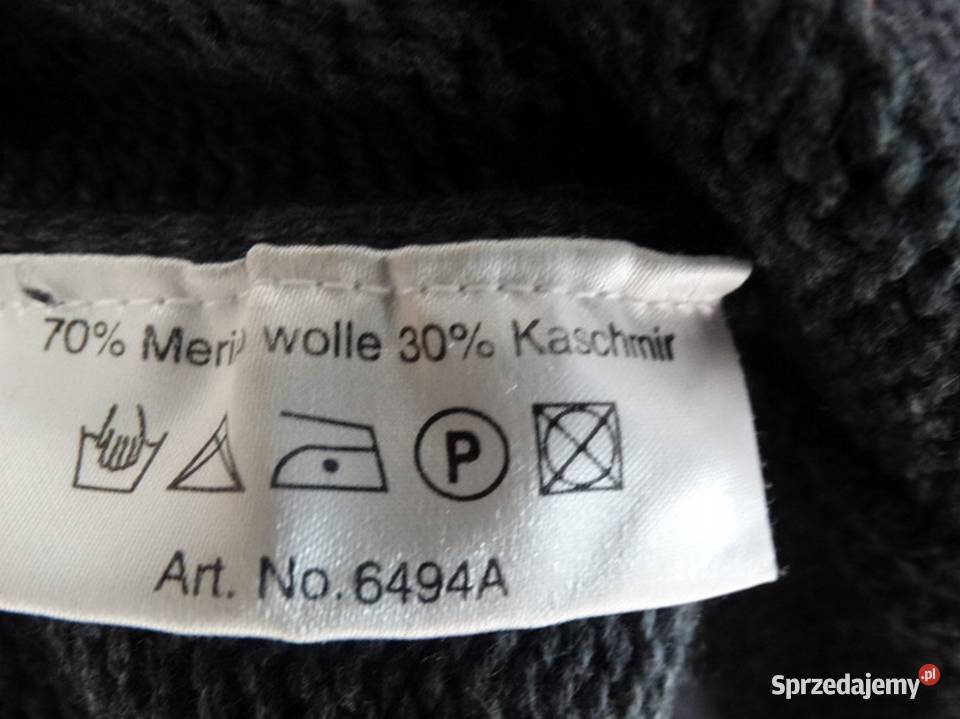 70% Meri wolle 30% Kaschmir
P
Art. No. 6494A
Sprzedajemy.pl